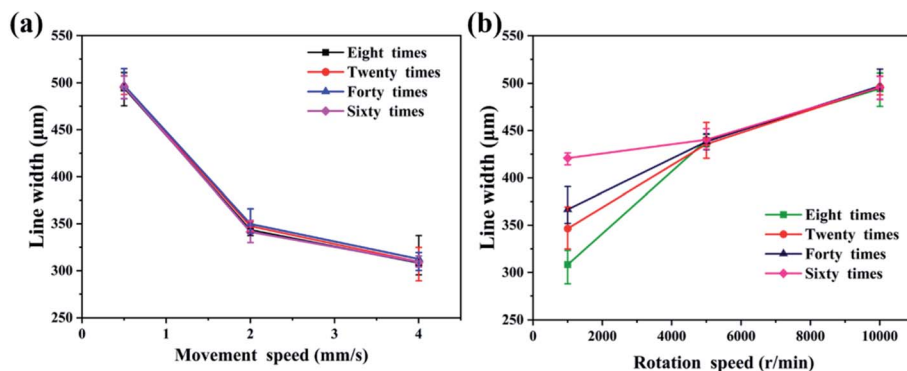 (a)
550
500
450
400
350
300
250
Line width (μm)
0
1
2
3
4
Movement speed (mm/s)
Eight times
Twenty times
Forty times
Sixty times
(b)
550
500
450
400
350
300
250
Line width (μm)
0
2000
4000
6000
8000
10000
Rotation speed (r/min)
Eight times
Twenty times
Forty times
Sixty times